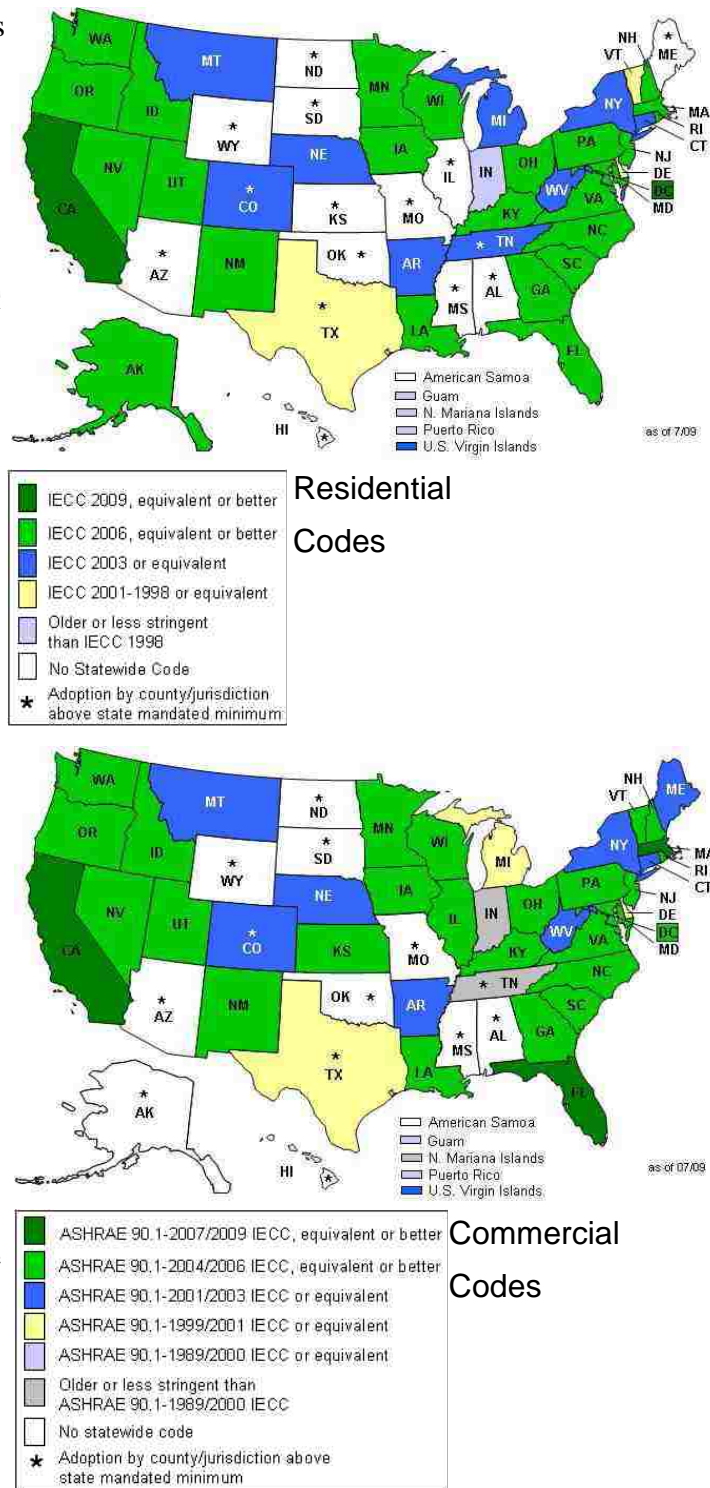 s
WA
OR
CA
NV
ID
MT
WY
*
UT
CO
*
AZ
*
NM
ND
*
SD
*
NE
KS
*
OK *
TX
*
MN
IA
MO
*
AR
LA
WI
IL
*
MI
IN
OH
KY
* TN
MS
*
AL
*
GA
FL
SC
NC
VA
WV
PA
NY
VT
NH
ME
*
MA
RI
CT
NJ
DE
DC
MD
AK
HI
*
American Samoa
Guam
N. Mariana Islands
Puerto Rico
U.S. Virgin Islands
as of 7/09
Residential
Codes
IECC 2009, equivalent or better
IECC 2006, equivalent or better
IECC 2003 or equivalent
IECC 2001-1998 or equivalent
Older or less stringent
than IECC 1998
No Statewide Code
* Adoption by county/jurisdiction
above state mandated minimum
WA
OR
CA
NV
ID
MT
WY
*
UT
CO
*
AZ
*
NM
ND
*
SD
*
NE
KS
OK *
TX
*
MN
IA
MO
*
AR
LA
WI
IL
MI
IN
OH
KY
* TN
MS
*
AL
*
GA
FL
SC
NC
VA
WV
PA
NY
VT
NH
ME
MA
RI
CT
NJ
DE
DC
MD
AK
*
HI
*
American Samoa
Guam
N. Mariana Islands
Puerto Rico
U.S. Virgin Islands
as of 07/09
Commercial
Codes
ASHRAE 90.1-2007/2009 IECC, equivalent or better
ASHRAE 90.1-2004/2006 IECC, equivalent or better
ASHRAE 90.1-2001/2003 IECC or equivalent
ASHRAE 90.1-1999/2001 IECC or equivalent
ASHRAE 90.1-1989/2000 IECC or equivalent
Older or less stringent than
ASHRAE 90.1-1989/2000 IECC
No statewide code
* Adoption by county/jurisdiction above
state mandated minimum